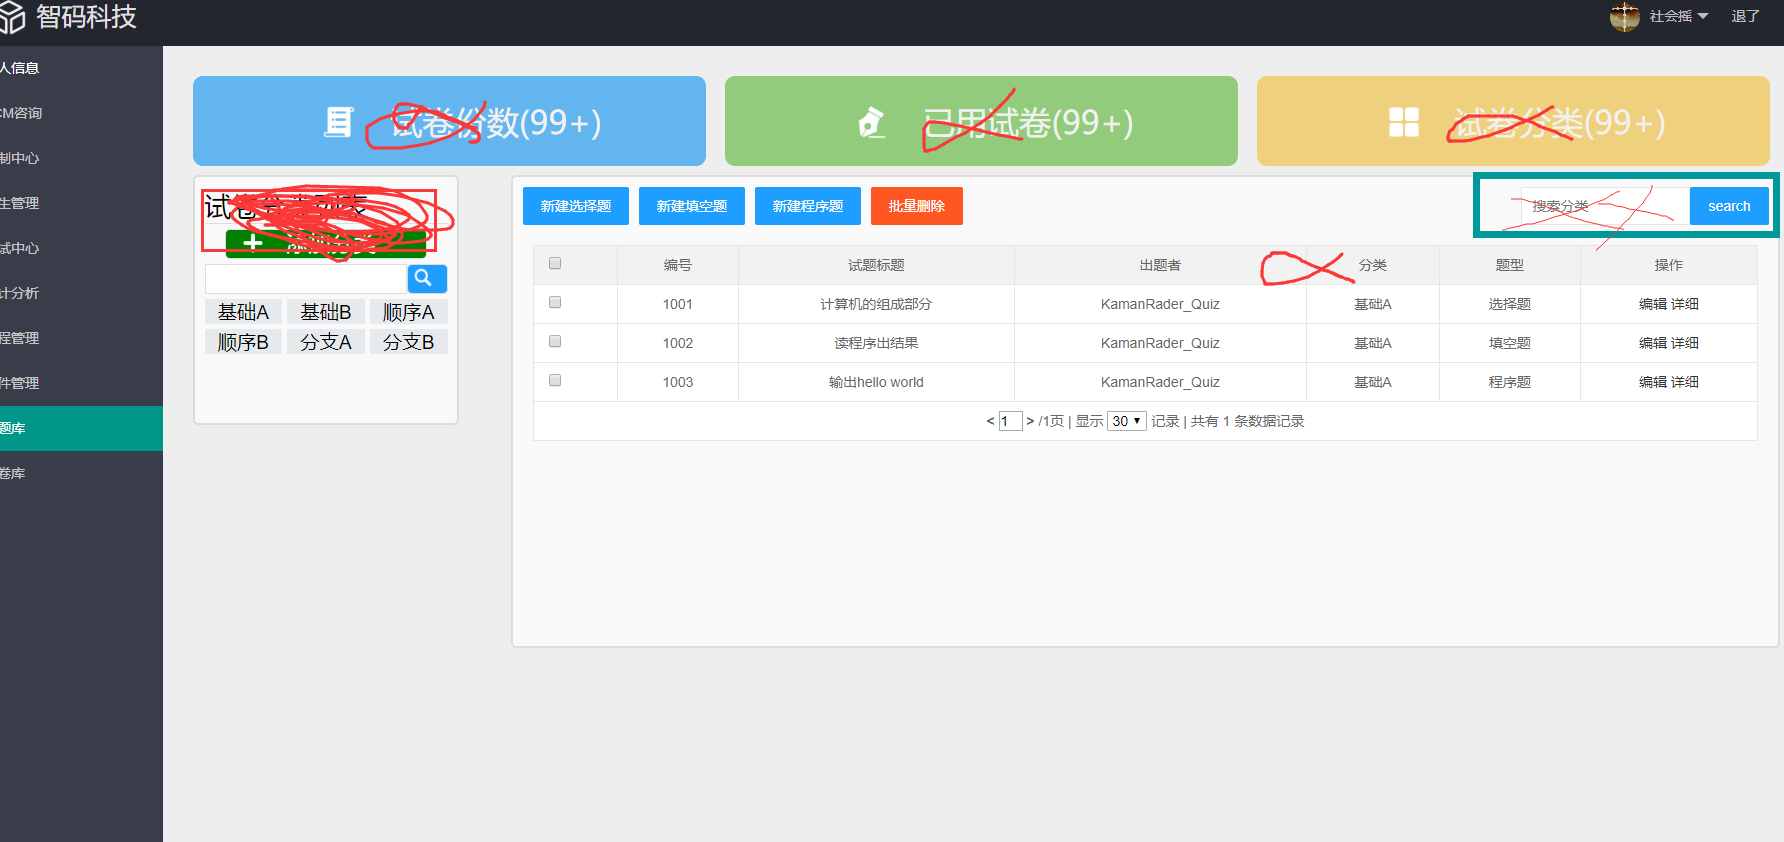 智码科技
社会摇 退了
人信息
CM咨询
制中心
生管理
试中心
计分析
程管理
件管理
题库
卷库
试卷份数(99+)
已用试卷(99+)
试卷分类(99+)
基础A 基础B 顺序A
顺序B 分支A 分支B
新建选择题 新建填空题 新建程序题 批量删除
搜索分类 search
编号 试题标题 出题者 分类 题型 操作
1001 计算机的组成部分 KamanRader_Quiz 基础A 选择题 编辑 详细
1002 读程序出结果 KamanRader_Quiz 基础A 填空题 编辑 详细
1003 输出hello world KamanRader_Quiz 基础A 程序题 编辑 详细
< 1 > /1页 | 显示 30 记录 | 共有 1 条数据记录